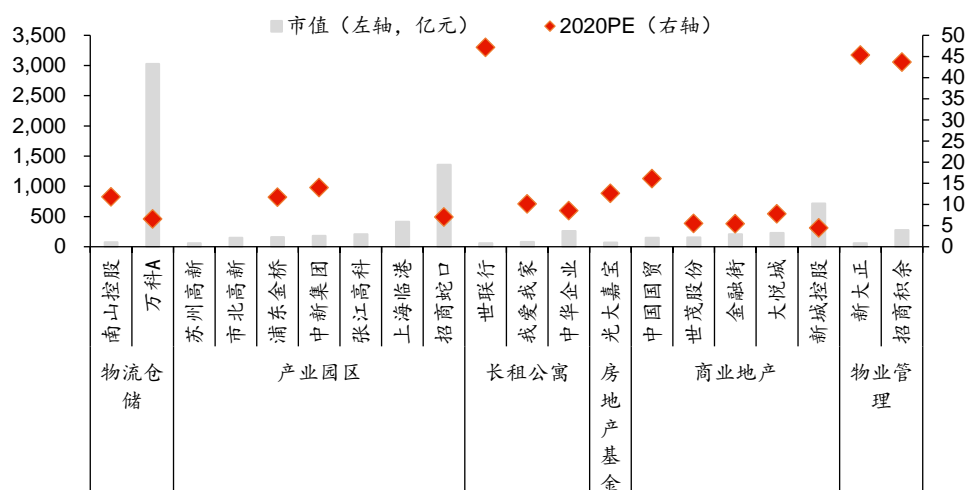 市值（左轴，亿元）
2020PE（右轴）
3,500
3,000
2,500
2,000
1,500
1,000
500
0
50
45
40
35
30
25
20
15
10
5
0
南山控股
万科A
苏州高新
市北高新
浦东金桥
中新集团
张江高科
上海临港
招商蛇口
世联行
我爱我家
中华企业
光大嘉宝
中国国贸
世茂股份
金融街
大悦城
新城控股
新大正
招商积余
物流仓
储
产业园区
长租公寓
房
地
产
基
金
商业地产
物业管
理